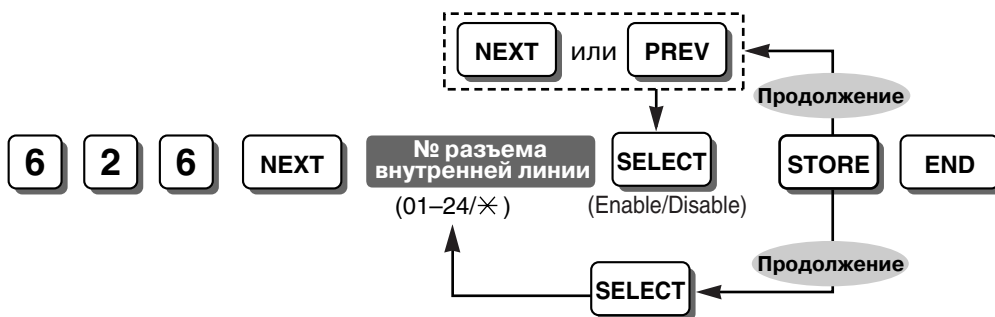 NEXT или PREV
Продолжение
6 2 6 NEXT № разъема внутренней линии SELECT STORE END
(01–24/✳) (Enable/Disable)
Продолжение
SELECT